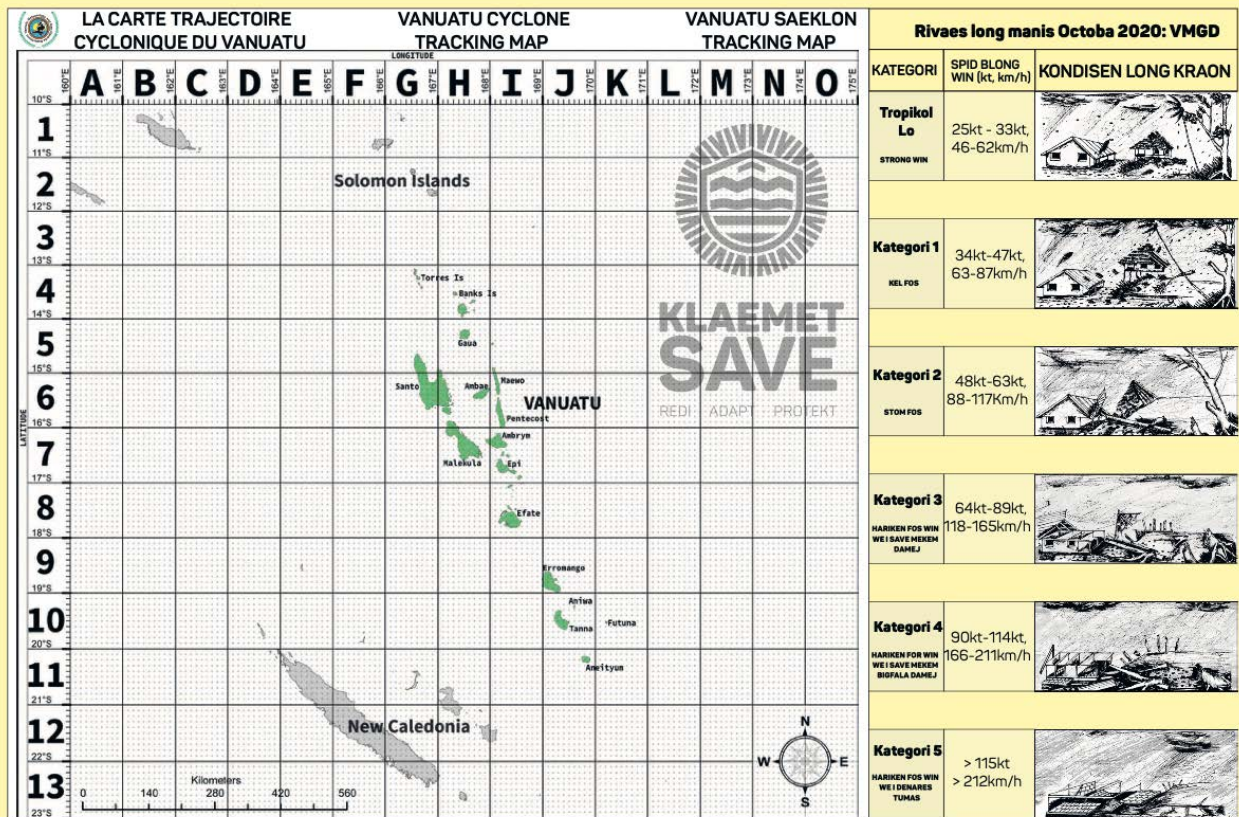 LA CARTE TRAJECTOIRE
CYCLONIQUE DU VANUATU
VANUATU CYCLONE
TRACKING MAP
VANUATU SAEKLON
TRACKING MAP
LONGITUDE
160°E 161°E 162°E 163°E 164°E 165°E 166°E 167°E 168°E 169°E 170°E 171°E 172°E 173°E 174°E 175°E
A B C D E F G H I J K L M N O
10°S
1
11°S
Solomon Islands
2
12°S
3
13°S
Torres Is
4
Banks Is
14°S
KLAEMET
SAVE
REDI ADAPT PROTEKT
5
Gaua
15°S
Santo
Ambae
Maewo
6
VANUATU
Pentecost
LATITUDE
16°S
Ambrym
7
Malekula
Epi
17°S
8
Efate
18°S
9
Erromango
19°S
Aniwa
10
Tanna
Futuna
20°S
Aneityum
11
21°S
New Caledonia
12
22°S
13
Kilometers
0 140 280 420 560
23°S
N
W E
S
Rivaes long manis Octoba 2020: VMGD
KATEGORI
SPID BLONG
WIN (kt, km/h)
KONDISEN LONG KRAON
Tropikol
Lo
STRONG WIN
25kt - 33kt,
46-62km/h
Kategori 1
KEL FOS
34kt-47kt,
63-87km/h
Kategori 2
STOM FOS
48kt-63kt,
88-117Km/h
Kategori 3
HARIKEN FOS WIN
WE I SAVE MEKEM
DAMEJ
64kt-89kt,
118-165km/h
Kategori 4
HARIKEN FOR WIN
WE I SAVE MEKEM
BIGFALA DAMEJ
90kt-114kt,
166-211km/h
Kategori 5
HARIKEN FOS WIN
WE I DENARES
TUMAS
> 115kt
> 212km/h